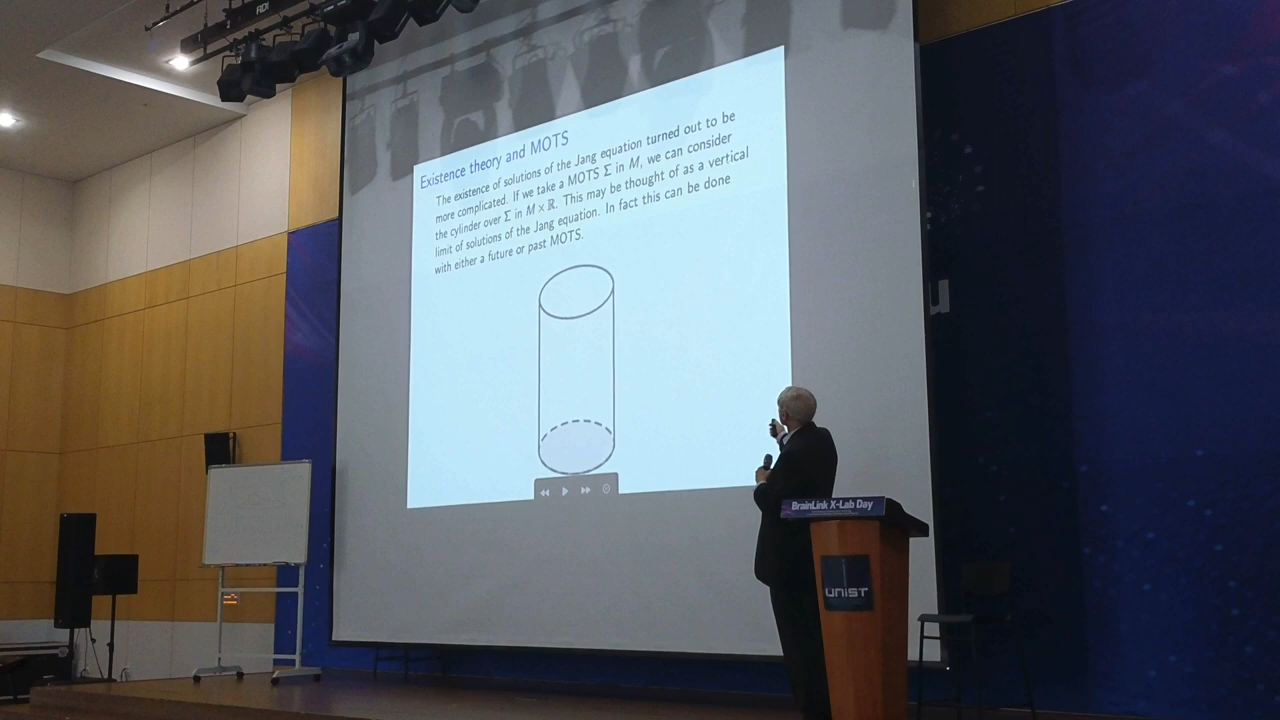 Existence theory and MOTS
The existence of solutions of the Jang equation turned out to be
more complicated. If we take a MOTS Σ in M, we can consider
the cylinder over Σ in M × ℝ. This may be thought of as a vertical
limit of solutions of the Jang equation. In fact this can be done
with either a future or past MOTS.
BrainLink X-Lab Day
UNIST